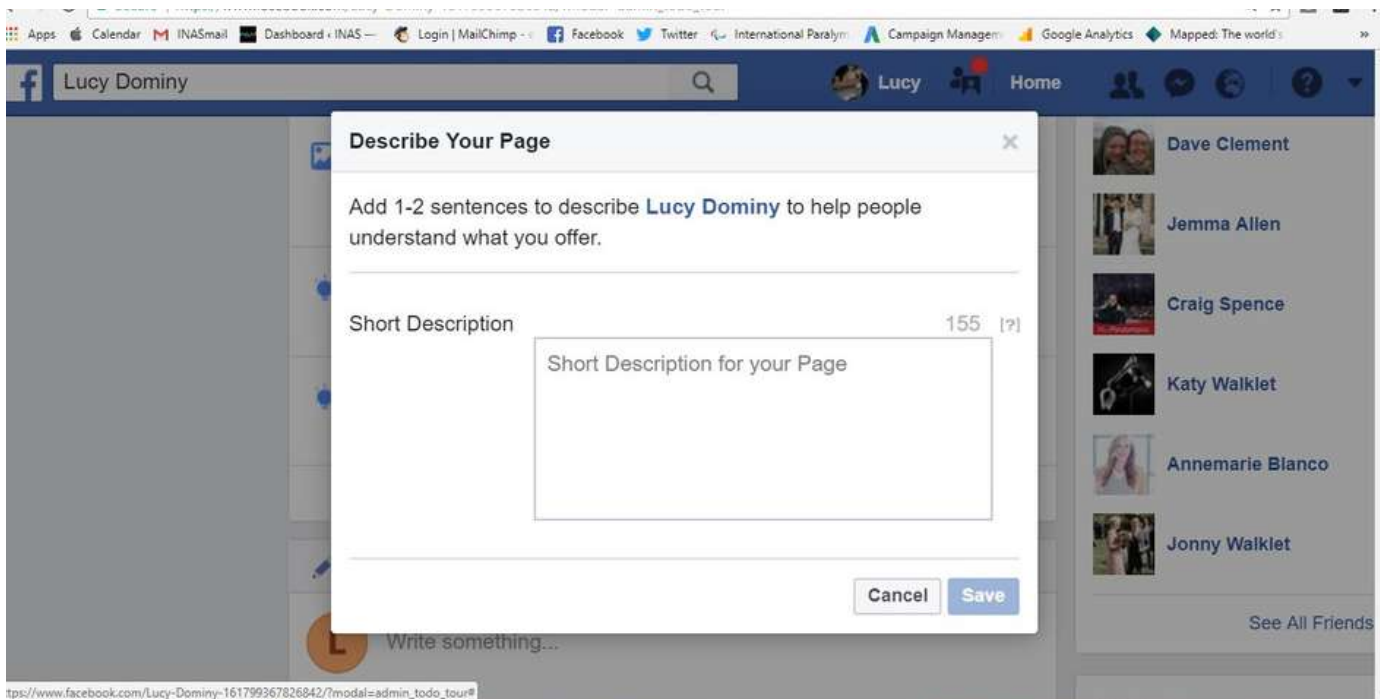 Apps Calendar INASmail Dashboard ‹ INAS — Login | MailChimp - Facebook Twitter International Paralym Campaign Managem Google Analytics Mapped: The world's »
f Lucy Dominy Lucy Home
Describe Your Page
Add 1-2 sentences to describe Lucy Dominy to help people
understand what you offer.
Short Description 155 [?]
Short Description for your Page
Cancel Save
L Write something...
Dave Clement
Jemma Allen
Craig Spence
Katy Walklet
Annemarie Blanco
Jonny Walklet
See All Friends
tps://www.facebook.com/Lucy-Dominy-161799367826842/?modal=admin_todo_tour#